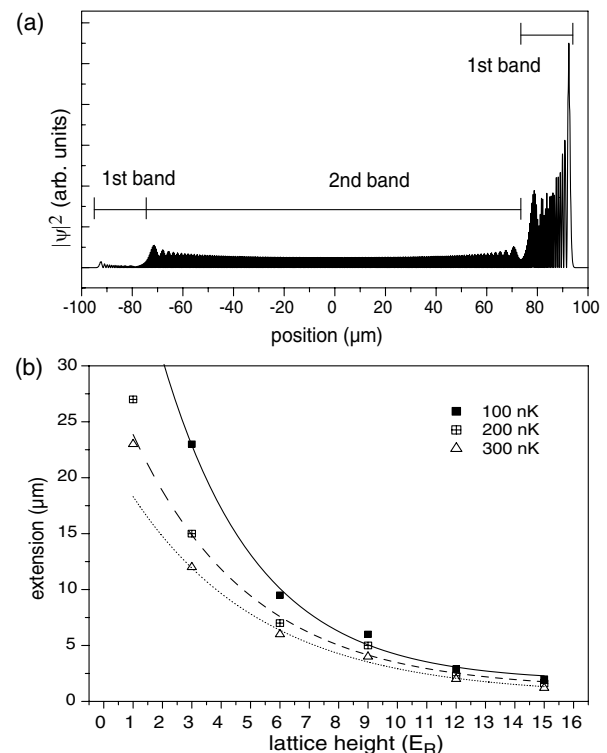 (a)
1st band
1st band
2nd band
|ψ|² (arb. units)
-100 -80 -60 -40 -20 0 20 40 60 80 100
position (µm)
(b)
30
25
20
15
10
5
0
100 nK
200 nK
300 nK
extension (µm)
0 1 2 3 4 5 6 7 8 9 10 11 12 13 14 15 16
lattice height (E_R)